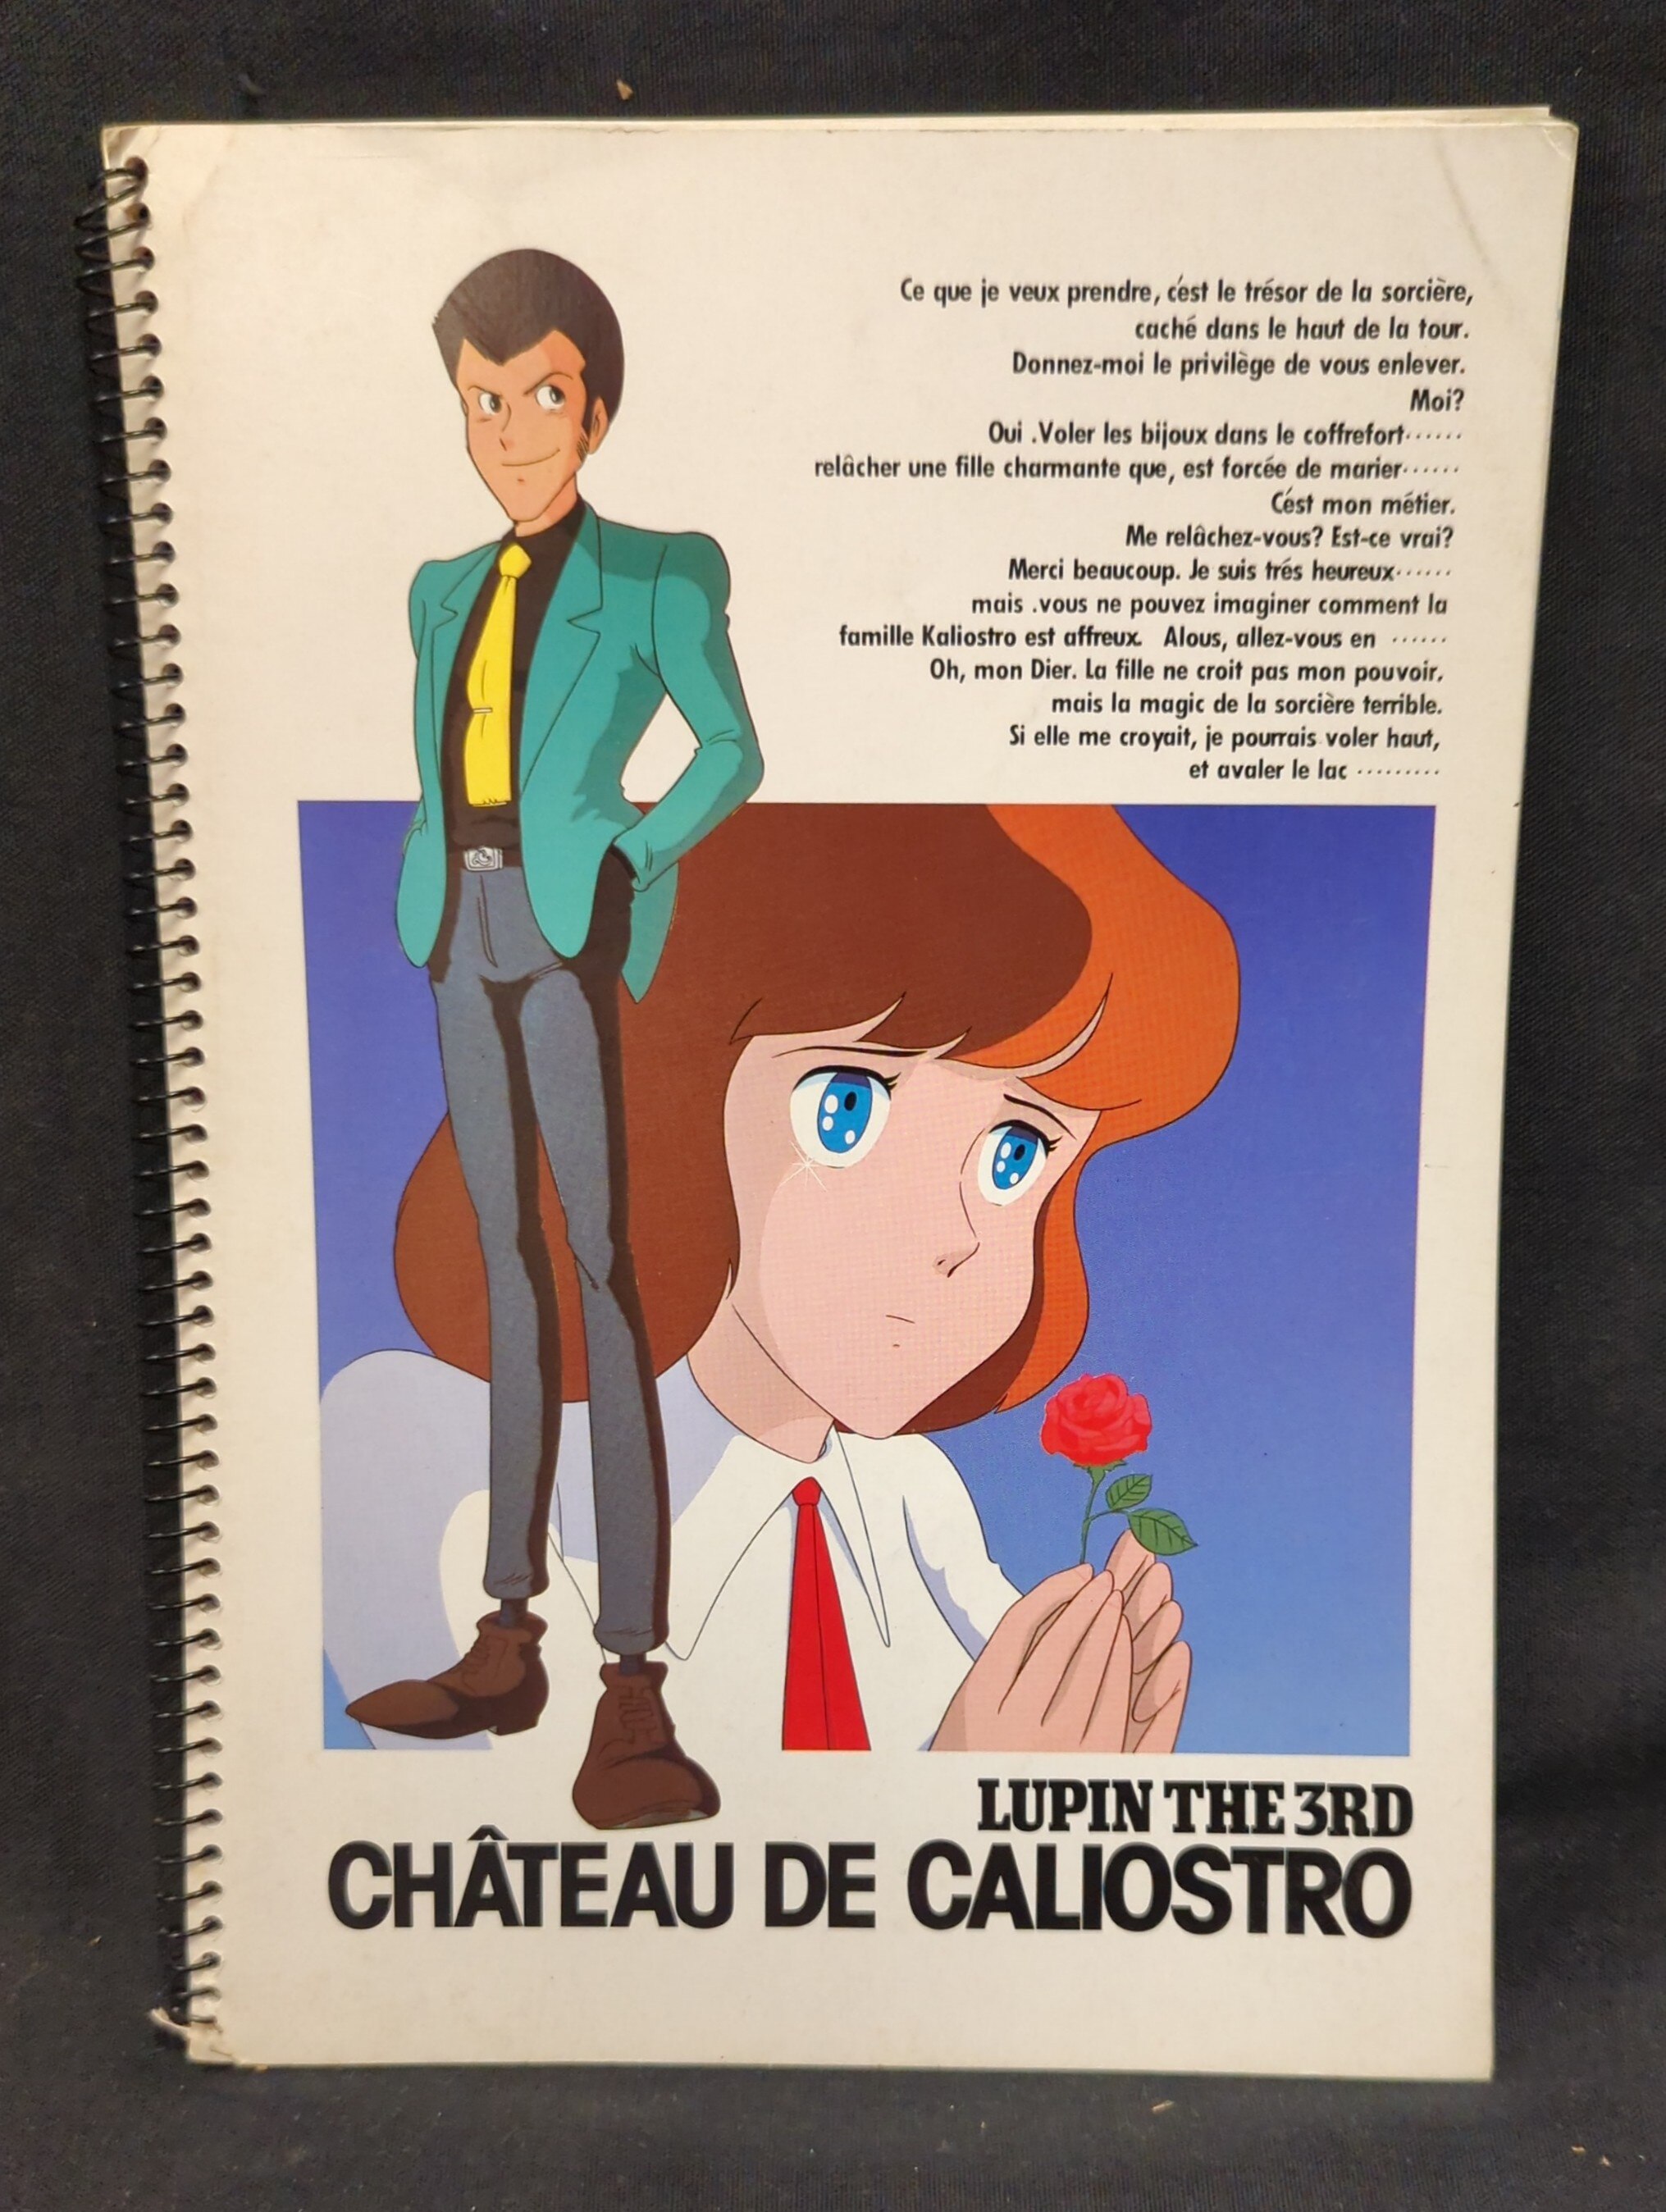 Ce que je veux prendre, c'est le trésor de la sorcière,
caché dans le haut de la tour.
Donnez-moi le privilège de vous enlever.
Moi?
Oui .Voler les bijoux dans le coffrefort······
relâcher une fille charmante que, est forcée de marier······
C'est mon métier.
Me relâchez-vous? Est-ce vrai?
Merci beaucoup. Je suis trés heureux······
mais .vous ne pouvez imaginer comment la
famille Kaliostro est affreux. Alous, allez-vous en ······
Oh, mon Dier. La fille ne croit pas mon pouvoir,
mais la magic de la sorcière terrible.
Si elle me croyait, je pourrais voler haut,
et avaler le lac ·········
LUPIN THE 3RD
CHÂTEAU DE CALIOSTRO